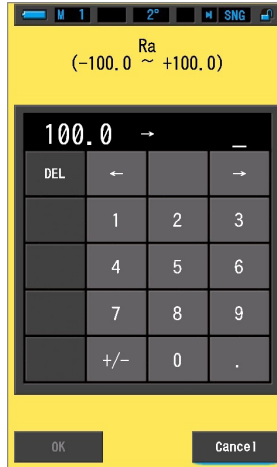 M 1 2° SNG
Ra
(-100.0 ~ +100.0)
100.0 → _
DEL ← →
1 2 3
4 5 6
7 8 9
+/- 0 .
OK Cancel